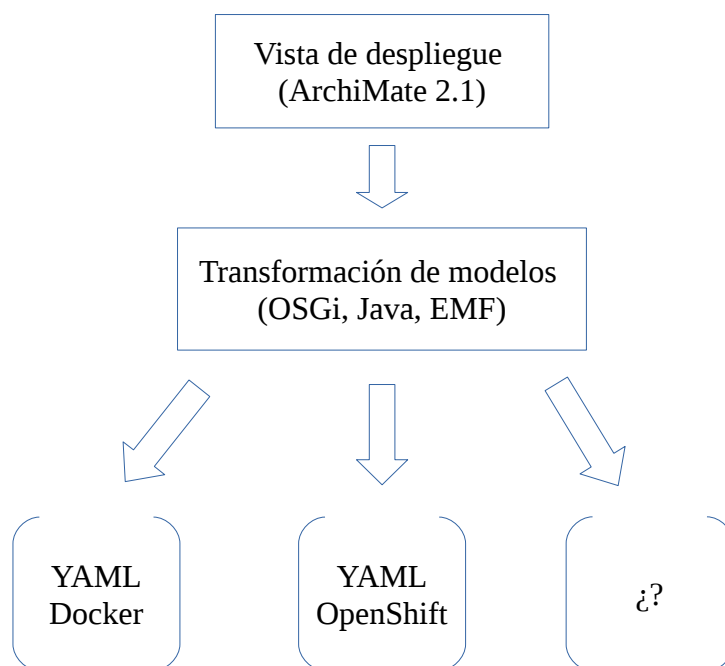 Vista de despliegue
(ArchiMate 2.1)
Transformación de modelos
(OSGi, Java, EMF)
YAML
Docker
YAML
OpenShift
¿?